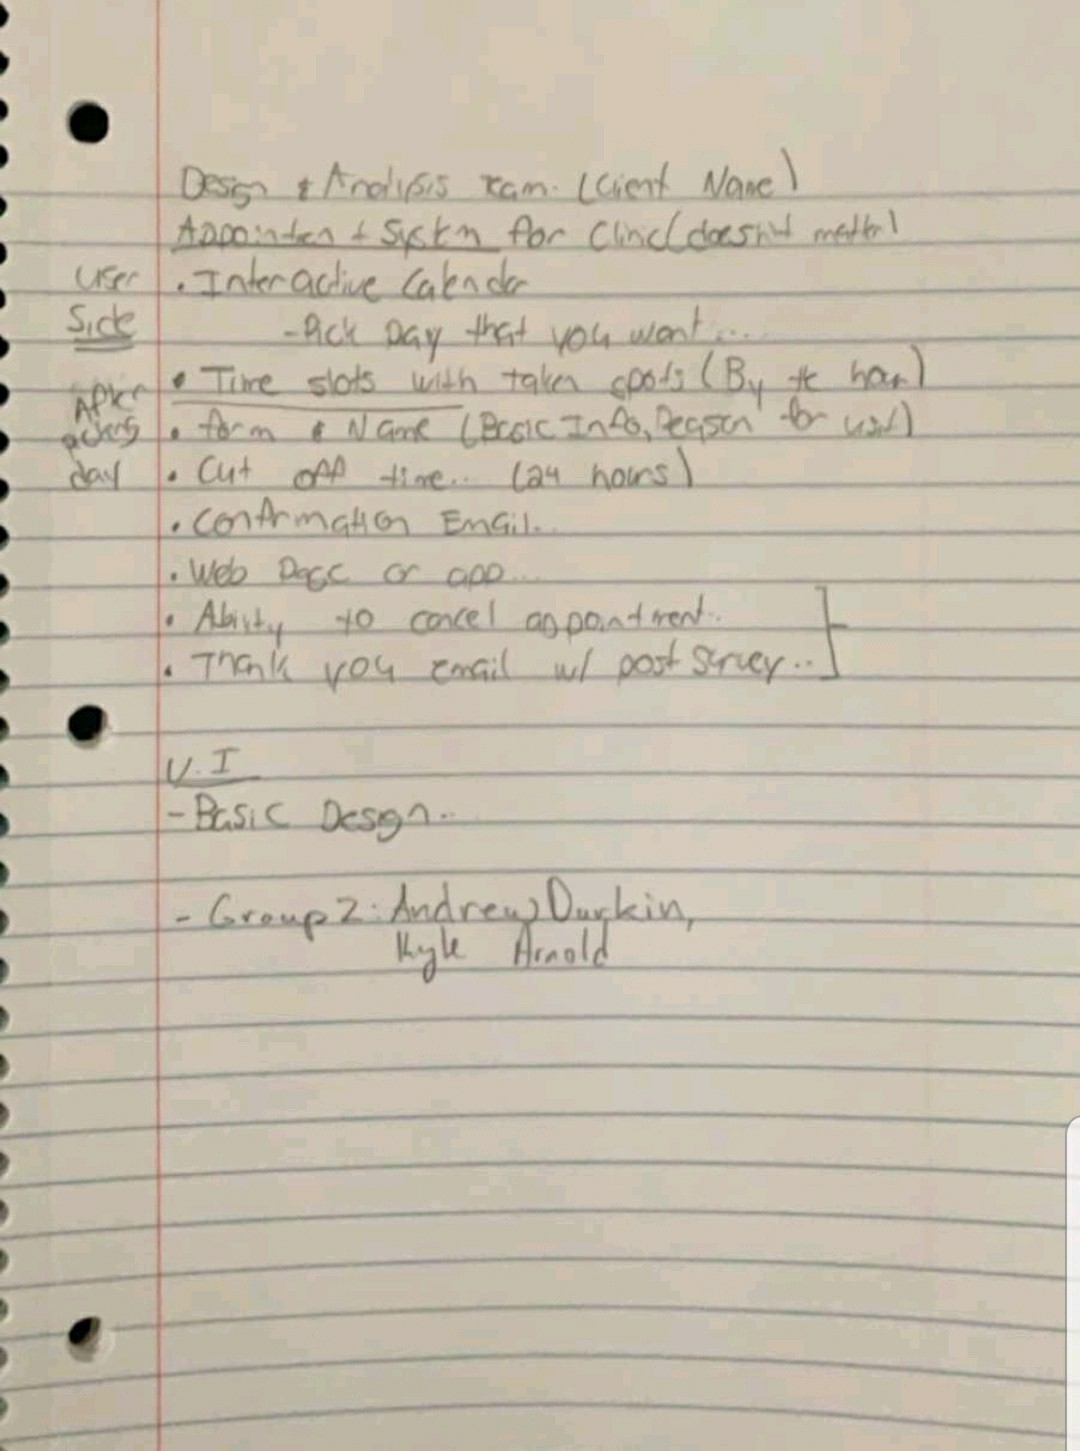 Design & Analysis Team. (Client Name)
Appointment System for Clinc (doesn't matter)
User
Side
• Interactive Calendar
- Pick Day that you want...
After
day
• Time slots with taken spots (By the hour)
• form & Name (Basic Info, Reason for visit)
• Cut off time... (24 hours)
• Confirmation Email..
• Web Page or app...
• Ability to cancel appointment..
• Thank you email w/ post survey...
U.I
- Basic Design..
- Group 2: Andrew Durkin,
Kyle Arnold